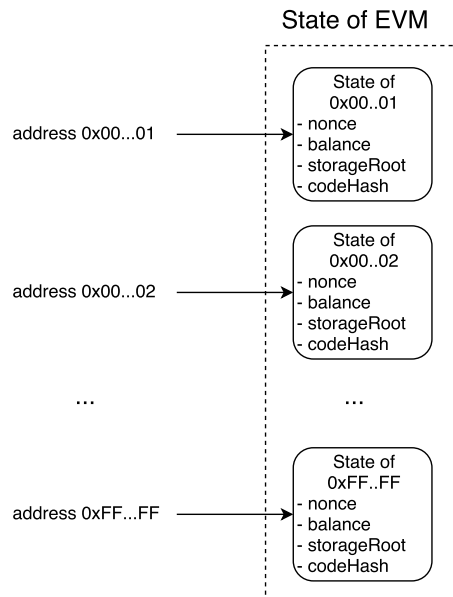 State of EVM
State of
0x00..01
address 0x00...01
- nonce
- balance
- storageRoot
- codeHash
State of
0x00..02
address 0x00...02
- nonce
- balance
- storageRoot
- codeHash
...
...
State of
0xFF..FF
address 0xFF...FF
- nonce
- balance
- storageRoot
- codeHash